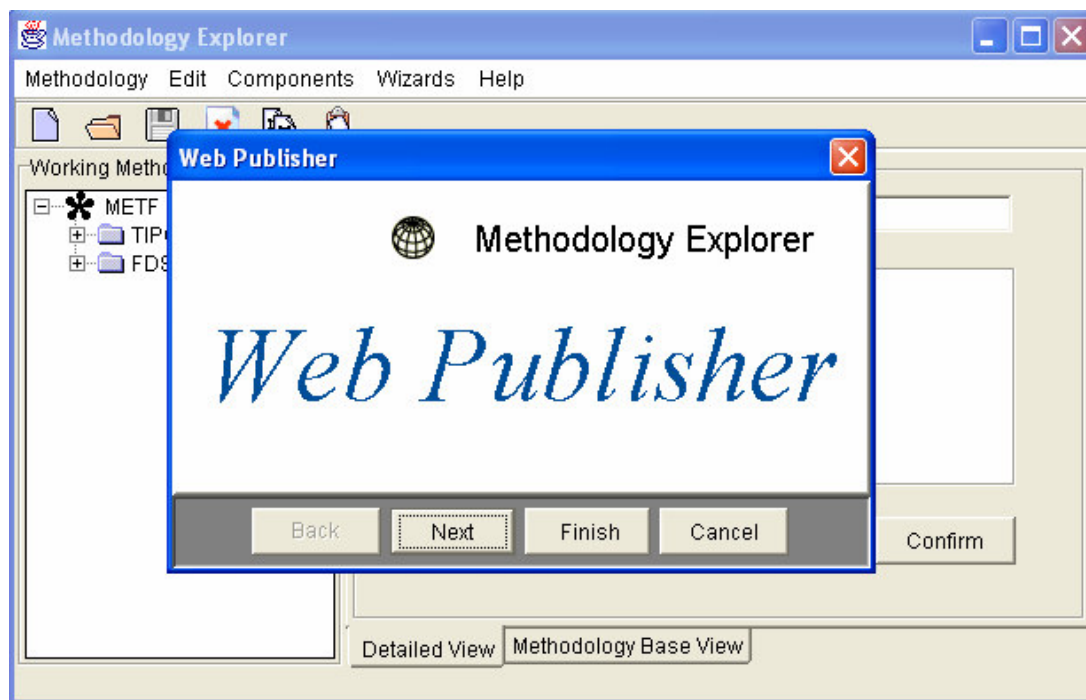 Methodology Explorer
Methodology Edit Components Wizards Help
Working Meth
Web Publisher
METF
TIP
FDS
Methodology Explorer
Web Publisher
Back Next Finish Cancel
Confirm
Detailed View Methodology Base View